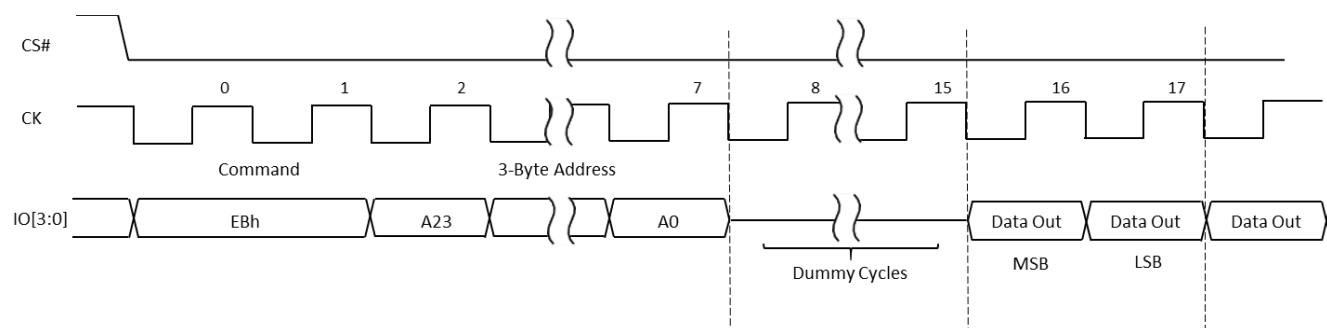 CS#
0 1 2 7 8 15 16 17
CK
Command 3-Byte Address
IO[3:0] EBh A23 A0 Data Out Data Out Data Out
MSB LSB
Dummy Cycles